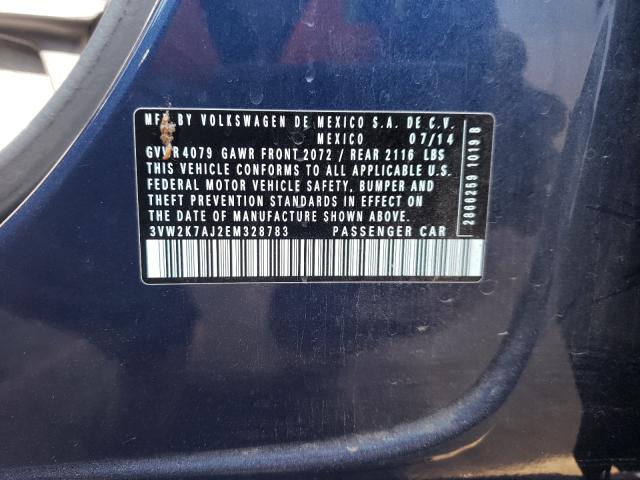 MFD BY VOLKSWAGEN DE MEXICO S.A. DE C.V.
MEXICO 07/14
GVWR 4079 GAWR FRONT 2072 / REAR 2116 LBS
THIS VEHICLE CONFORMS TO ALL APPLICABLE U.S.
FEDERAL MOTOR VEHICLE SAFETY, BUMPER AND
THEFT PREVENTION STANDARDS IN EFFECT ON
THE DATE OF MANUFACTURE SHOWN ABOVE.
3VW2K7AJ2EM328783 PASSENGER CAR
2866259 1019 8